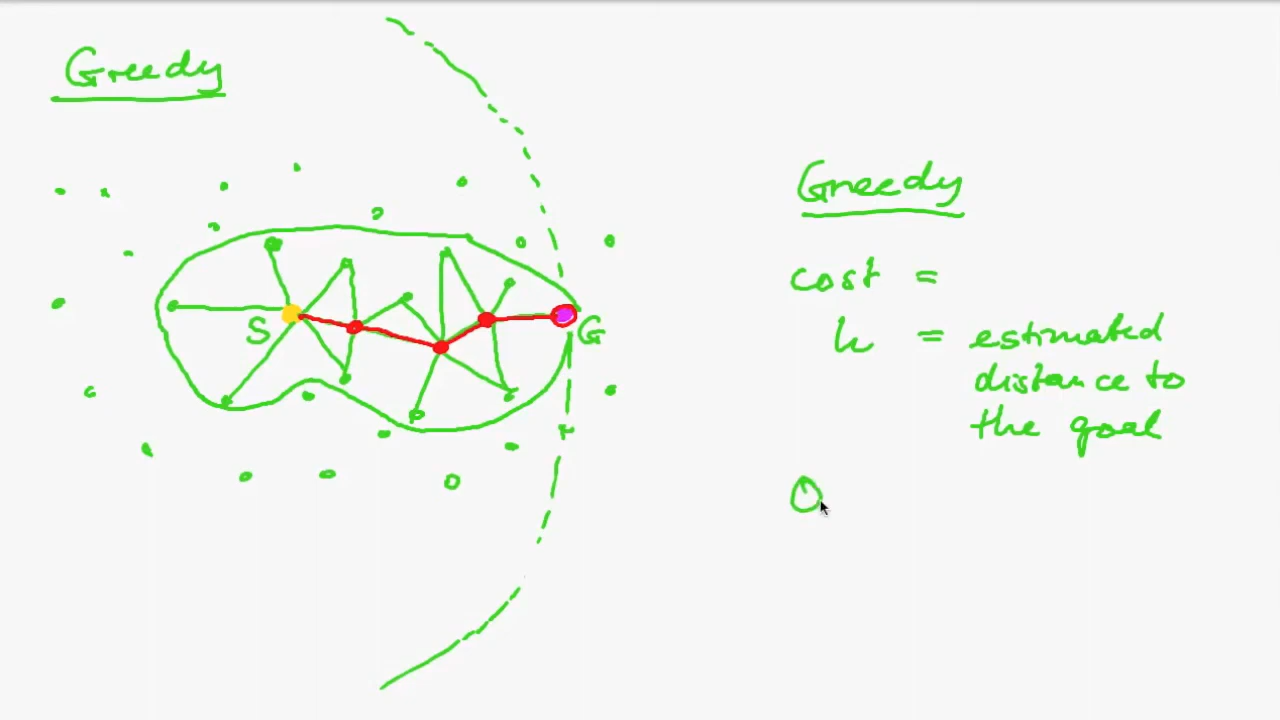 Greedy
S
G
Greedy
cost =
h = estimated
distance to
the goal
O